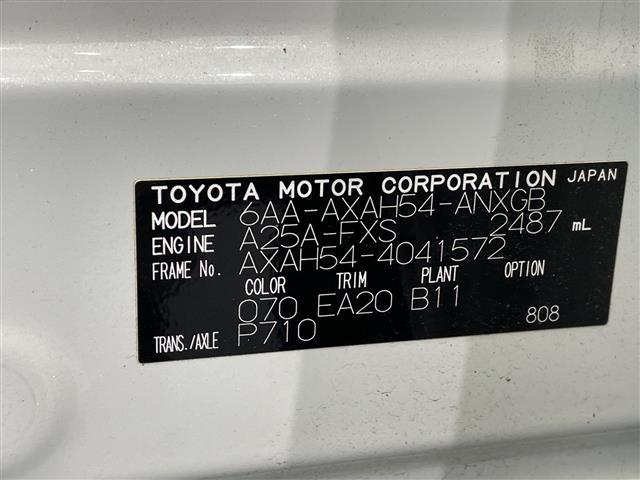 TOYOTA MOTOR CORPORATION JAPAN
MODEL 6AA-AXAH54-ANXGB
ENGINE A25A-FXS 2487 mL
FRAME No. AXAH54-4041572
COLOR TRIM PLANT OPTION
070 EA20 B11
TRANS./AXLE P710 808